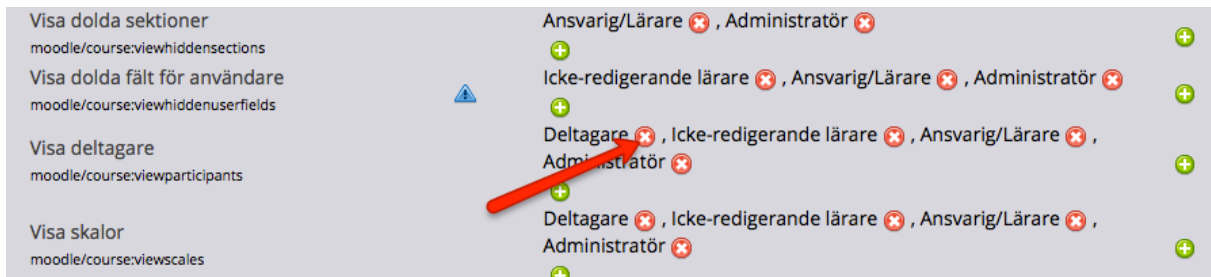 Visa dolda sektioner
moodle/course:viewhiddensections
Ansvarig/Lärare , Administratör
Visa dolda fält för användare
moodle/course:viewhiddenuserfields
Icke-redigerande lärare , Ansvarig/Lärare , Administratör
Visa deltagare
moodle/course:viewparticipants
Deltagare , Icke-redigerande lärare , Ansvarig/Lärare ,
Administratör
Visa skalor
moodle/course:viewscales
Deltagare , Icke-redigerande lärare , Ansvarig/Lärare ,
Administratör